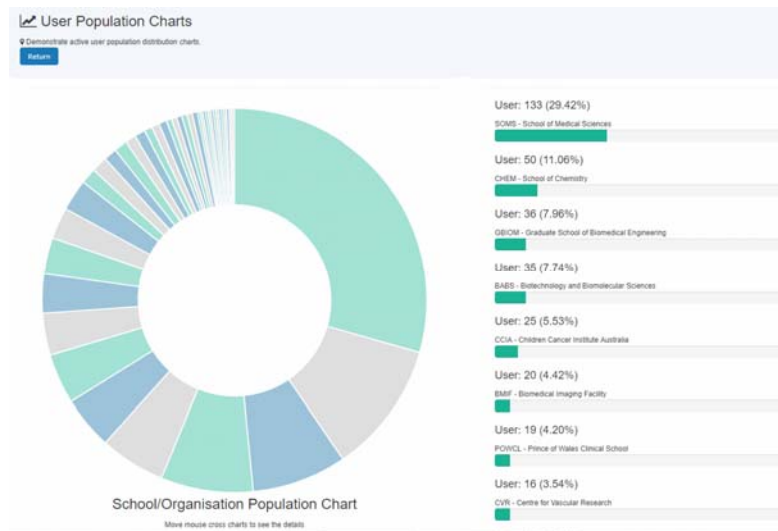 User Population Charts
Demonstrate active user population distribution charts.
Return
User: 133 (29.42%)
SOMS - School of Medical Sciences
User: 50 (11.06%)
CHEM - School of Chemistry
User: 36 (7.96%)
GBIOM - Graduate School of Biomedical Engineering
User: 35 (7.74%)
BABS - Biotechnology and Biomolecular Sciences
User: 25 (5.53%)
CCIA - Children Cancer Institute Australia
User: 20 (4.42%)
BMIF - Biomedical Imaging Facility
User: 19 (4.20%)
POWCL - Prince of Wales Clinical School
User: 16 (3.54%)
CVR - Centre for Vascular Research
School/Organisation Population Chart
Move mouse cross charts to see the details